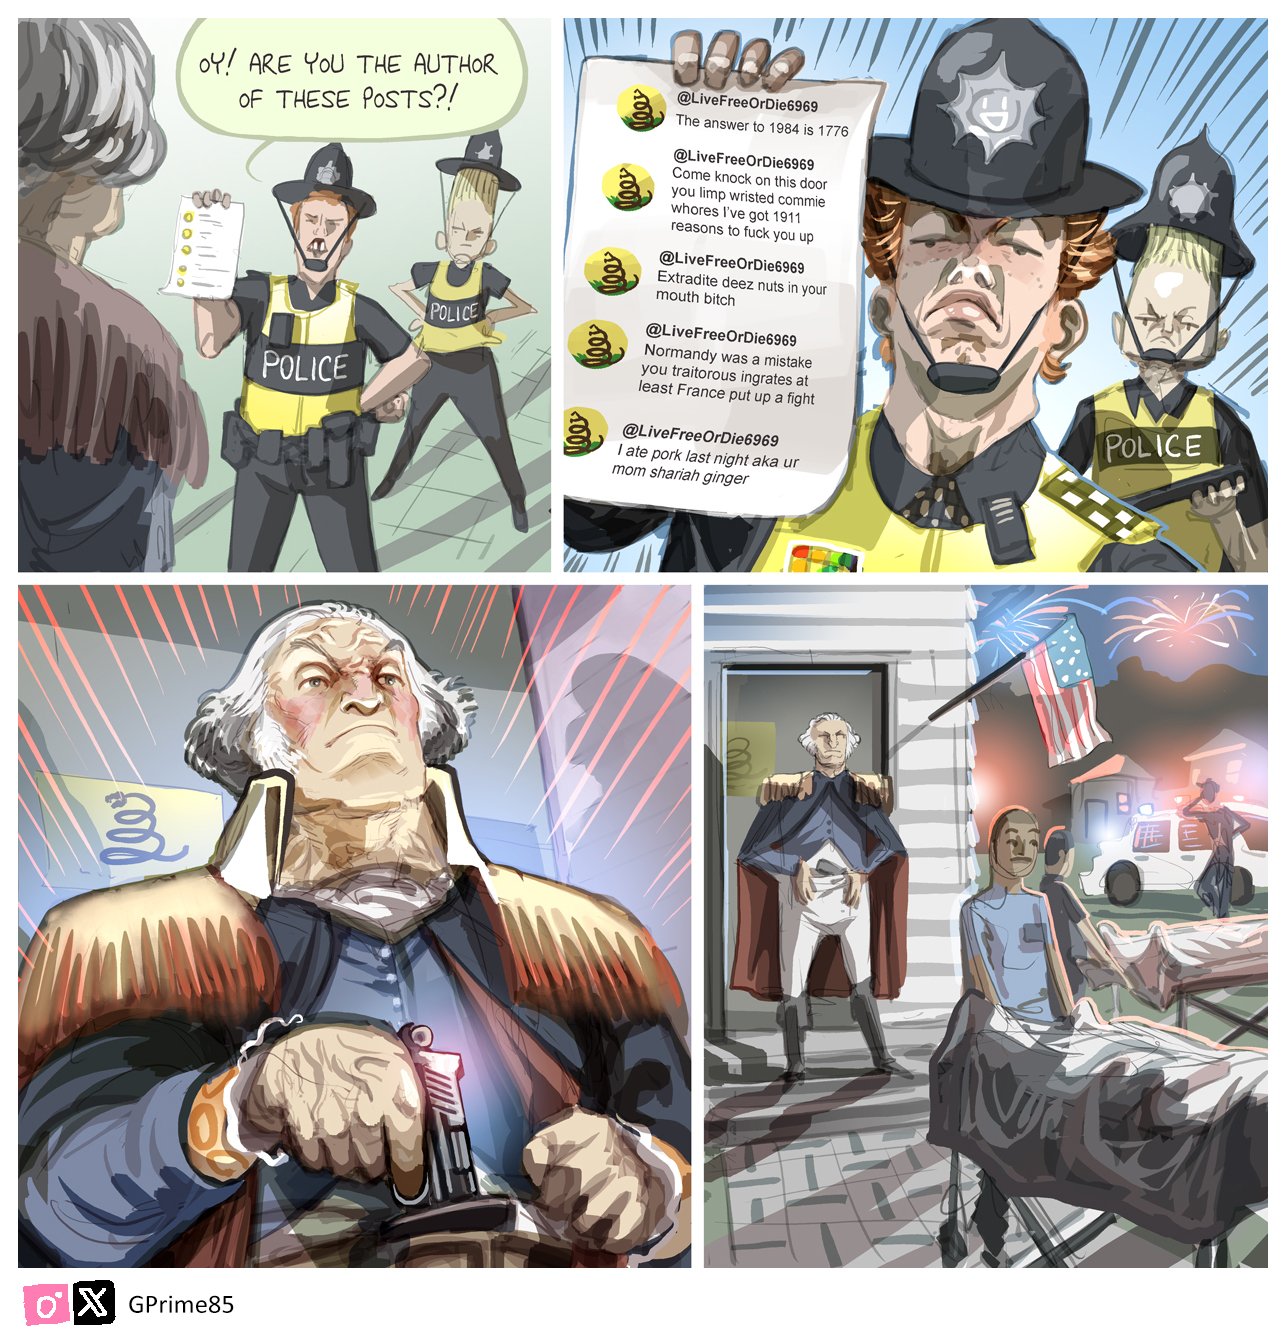 OY! ARE YOU THE AUTHOR
OF THESE POSTS?!
POLICE
POLICE
@LiveFreeOrDie6969
The answer to 1984 is 1776
@LiveFreeOrDie6969
Come knock on this door
you limp wristed commie
whores I've got 1911
reasons to fuck you up
@LiveFreeOrDie6969
Extradite deez nuts in your
mouth bitch
@LiveFreeOrDie6969
Normandy was a mistake
you traitorous ingrates at
least France put up a fight
@LiveFreeOrDie6969
I ate pork last night aka ur
mom shariah ginger
POLICE
GPrime85